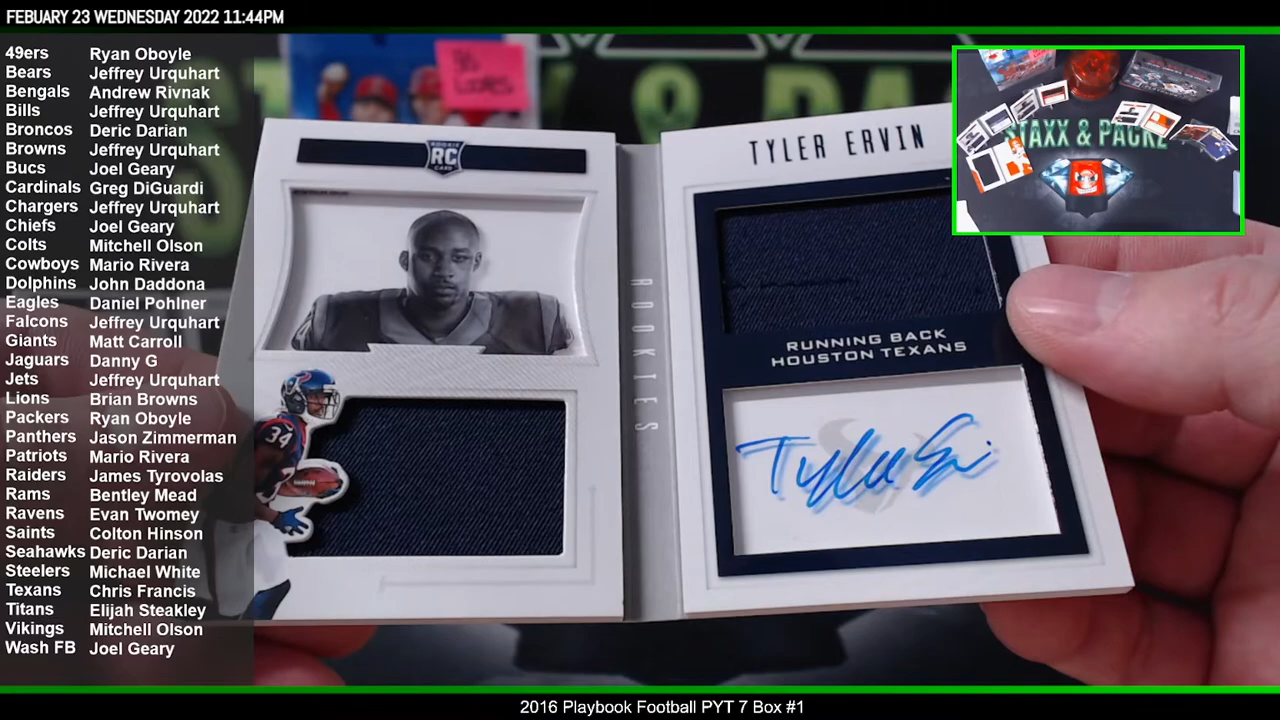 FEBUARY 23 WEDNESDAY 2022 11:44PM
49ers Ryan Oboyle
Bears Jeffrey Urquhart
Bengals Andrew Rivnak
Bills Jeffrey Urquhart
Broncos Deric Darian
Browns Jeffrey Urquhart
Bucs Joel Geary
Cardinals Greg DiGuardi
Chargers Jeffrey Urquhart
Chiefs Joel Geary
Colts Mitchell Olson
Cowboys Mario Rivera
Dolphins John Daddona
Eagles Daniel Pohlner
Falcons Jeffrey Urquhart
Giants Matt Carroll
Jaguars Danny G
Jets Jeffrey Urquhart
Lions Brian Browns
Packers Ryan Oboyle
Panthers Jason Zimmerman
Patriots Mario Rivera
Raiders James Tyrovolas
Rams Bentley Mead
Ravens Evan Twomey
Saints Colton Hinson
Seahawks Deric Darian
Steelers Michael White
Texans Chris Francis
Titans Elijah Steakley
Vikings Mitchell Olson
Wash FB Joel Geary
ROOKIE
RC
CARD
34
ROOKIES
TYLER ERVIN
RUNNING BACK
HOUSTON TEXANS
Tyler Ervin
STAXX & PACKZ
2016 Playbook Football PYT 7 Box #1